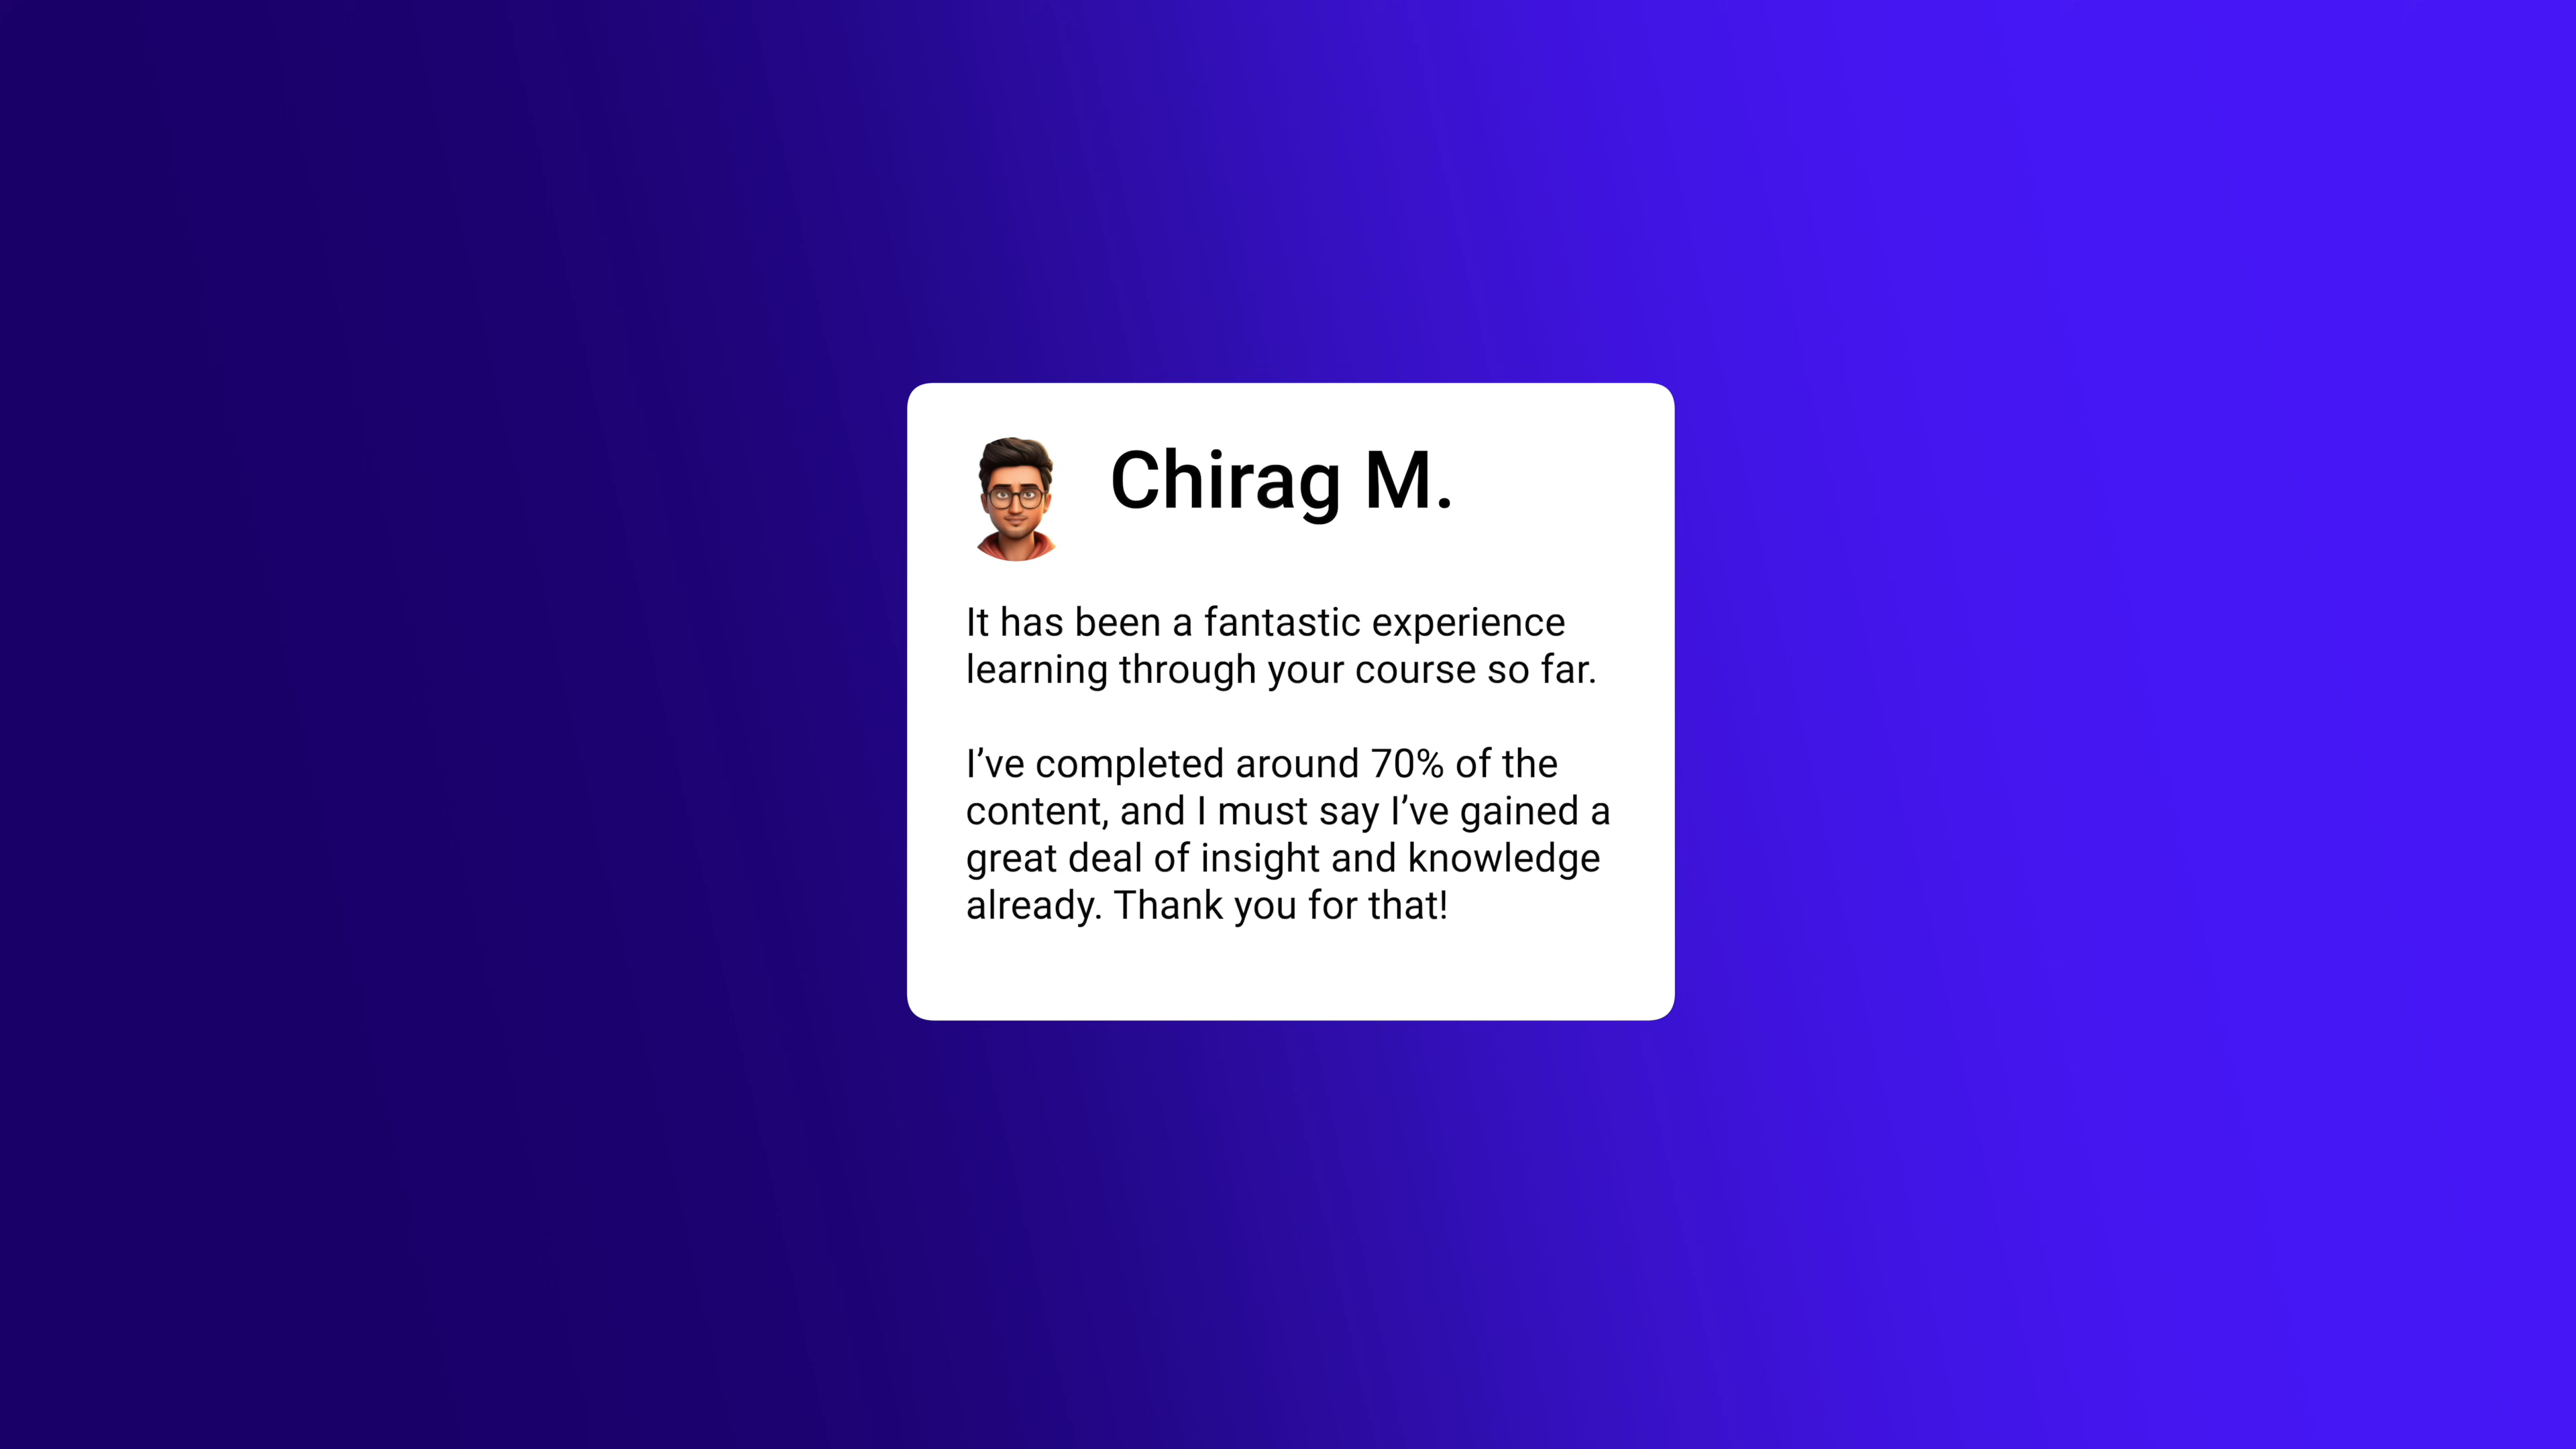 Chirag M.
It has been a fantastic experience
learning through your course so far.
I’ve completed around 70% of the
content, and I must say I’ve gained a
great deal of insight and knowledge
already. Thank you for that!